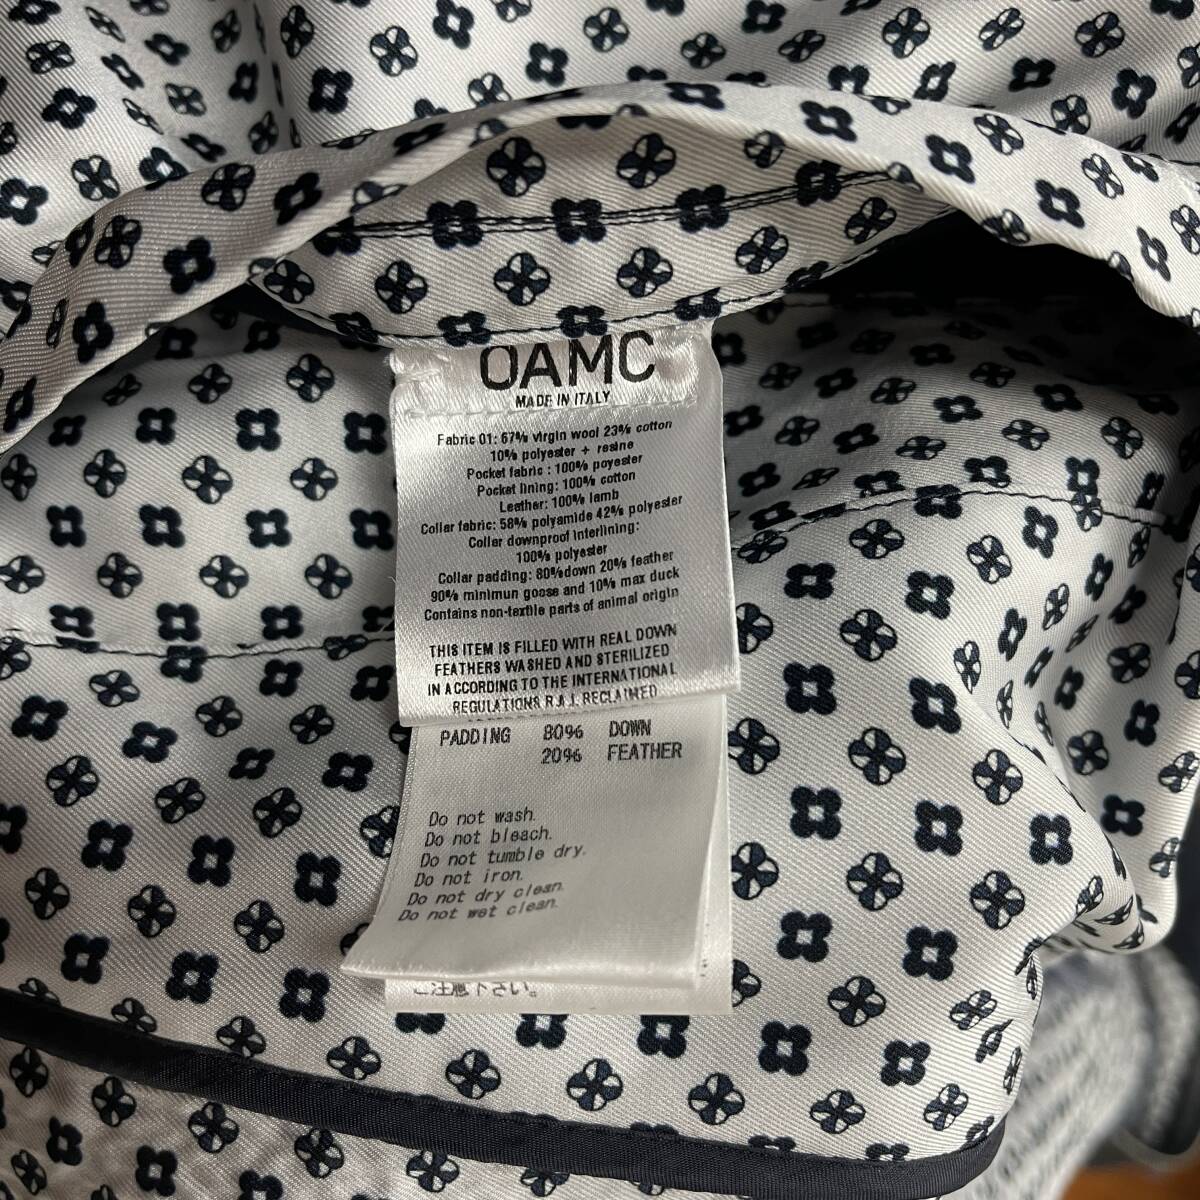 OAMC
MADE IN ITALY
Fabric 01: 67% virgin wool 23% cotton
10% polyester + resine
Pocket fabric : 100% poyester
Pocket lining: 100% cotton
Leather: 100% lamb
Collar fabric: 58% polyamide 42% polyester
Collar downproof interlining:
100% polyester
Collar padding: 80%down 20% feather
90% minimun goose and 10% max duck
Contains non-textile parts of animal origin
THIS ITEM IS FILLED WITH REAL DOWN
FEATHERS WASHED AND STERILIZED
IN ACCORDING TO THE INTERNATIONAL
REGULATIONS R.A.J. RECLAIMED
PADDING 80% DOWN
20% FEATHER
Do not wash.
Do not bleach.
Do not tumble dry.
Do not iron.
Do not dry clean.
Do not wet clean.
ご注意下さい。